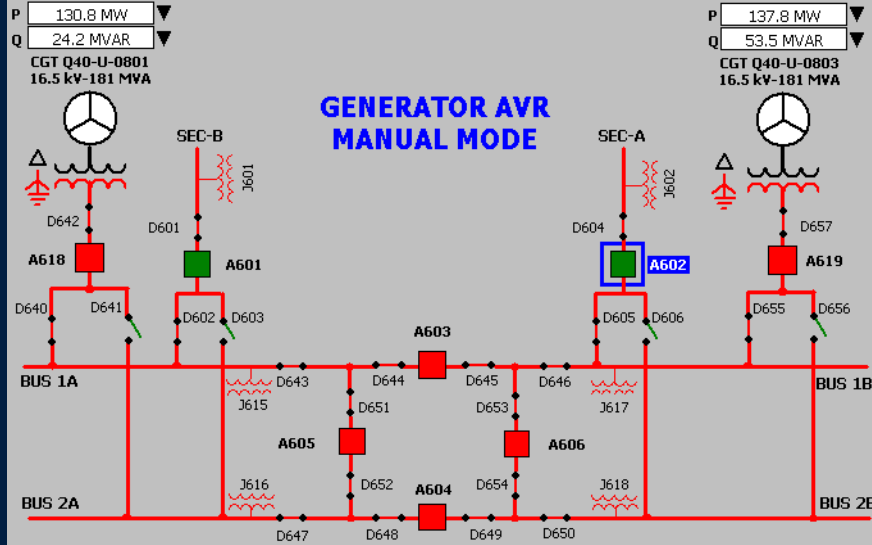 P 130.8 MW
Q 24.2 MVAR
CGT Q40-U-0801
16.5 kV-181 MVA
P 137.8 MW
Q 53.5 MVAR
CGT Q40-U-0803
16.5 kV-181 MVA
GENERATOR AVR
MANUAL MODE
SEC-B
SEC-A
J601
J602
D642
D601
D604
D657
A618
A601
A602
A619
D640
D641
D602
D603
D605
D606
D655
D656
A603
BUS 1A
D643
D644
D645
D646
BUS 1B
J615
J617
D651
D653
A605
A606
D652
D654
J616
J618
A604
BUS 2A
BUS 2B
D647
D648
D649
D650